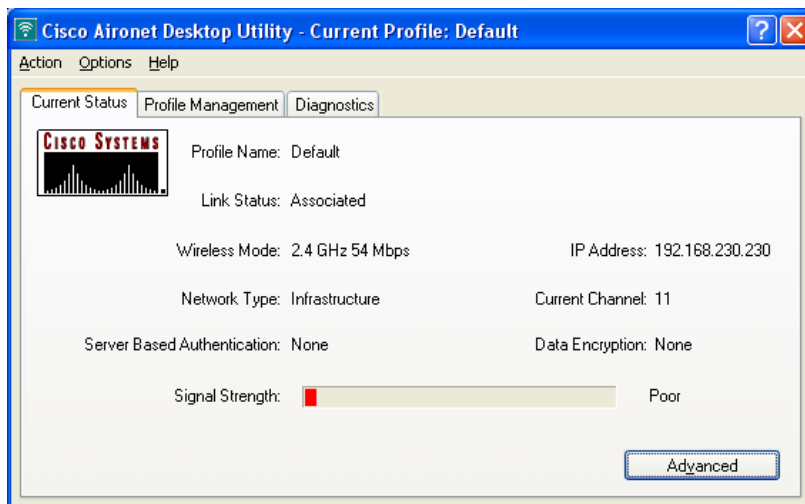 Cisco Aironet Desktop Utility - Current Profile: Default
Action Options Help
Current Status Profile Management Diagnostics
CISCO SYSTEMS
Profile Name: Default
Link Status: Associated
Wireless Mode: 2.4 GHz 54 Mbps IP Address: 192.168.230.230
Network Type: Infrastructure Current Channel: 11
Server Based Authentication: None Data Encryption: None
Signal Strength: Poor
Advanced